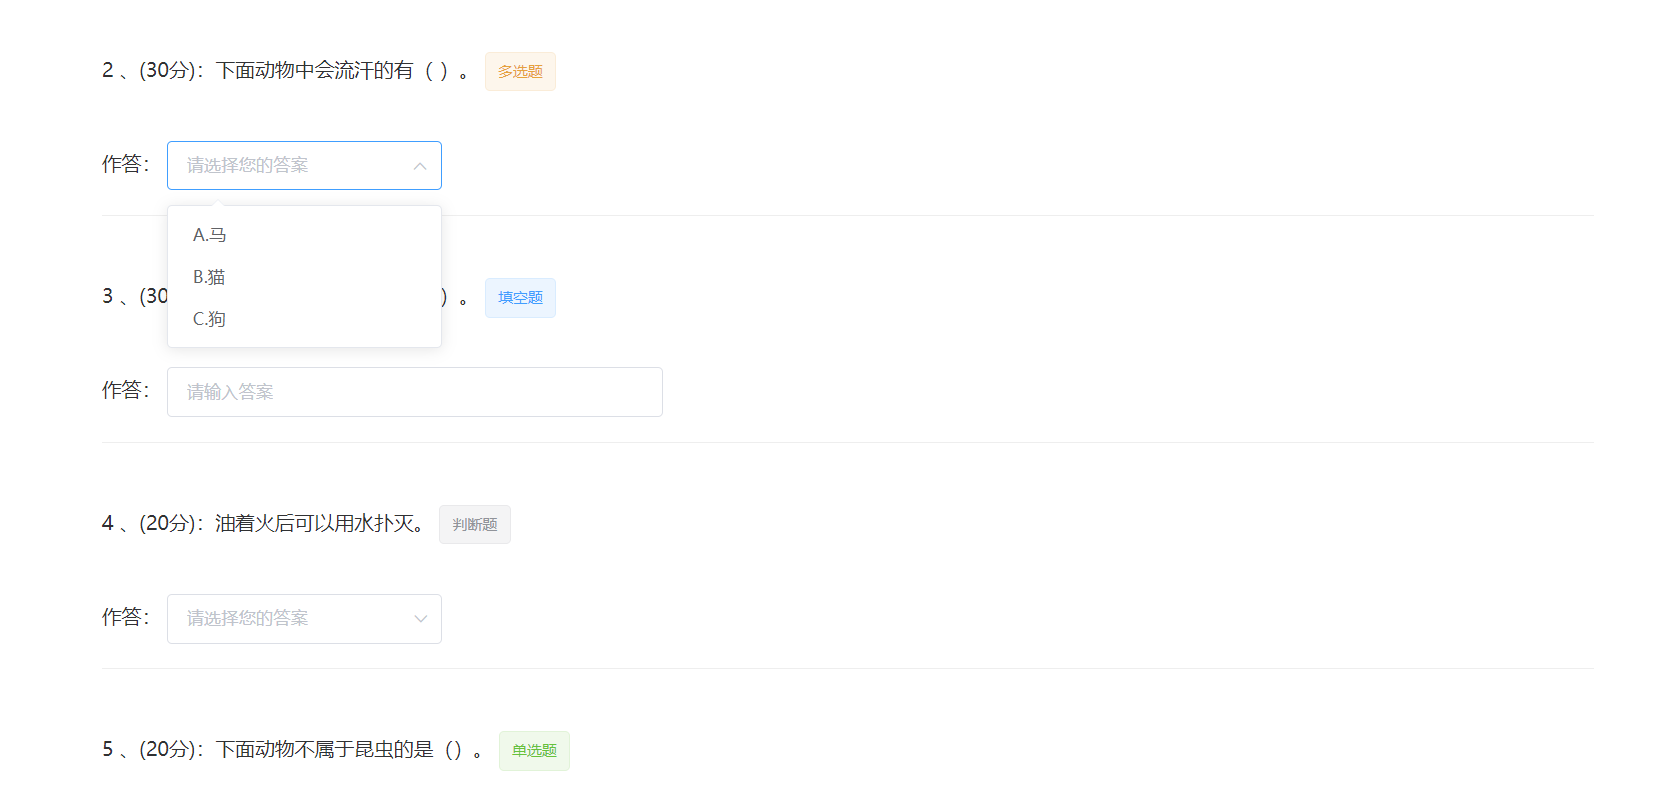 2 、(30分)：下面动物中会流汗的有（ ）。 多选题
作答： 请选择您的答案
A.马
B.猫
C.狗
3 、(30 ）。 填空题
作答： 请输入答案
4 、(20分)：油着火后可以用水扑灭。 判断题
作答： 请选择您的答案
5 、(20分)：下面动物不属于昆虫的是（）。 单选题